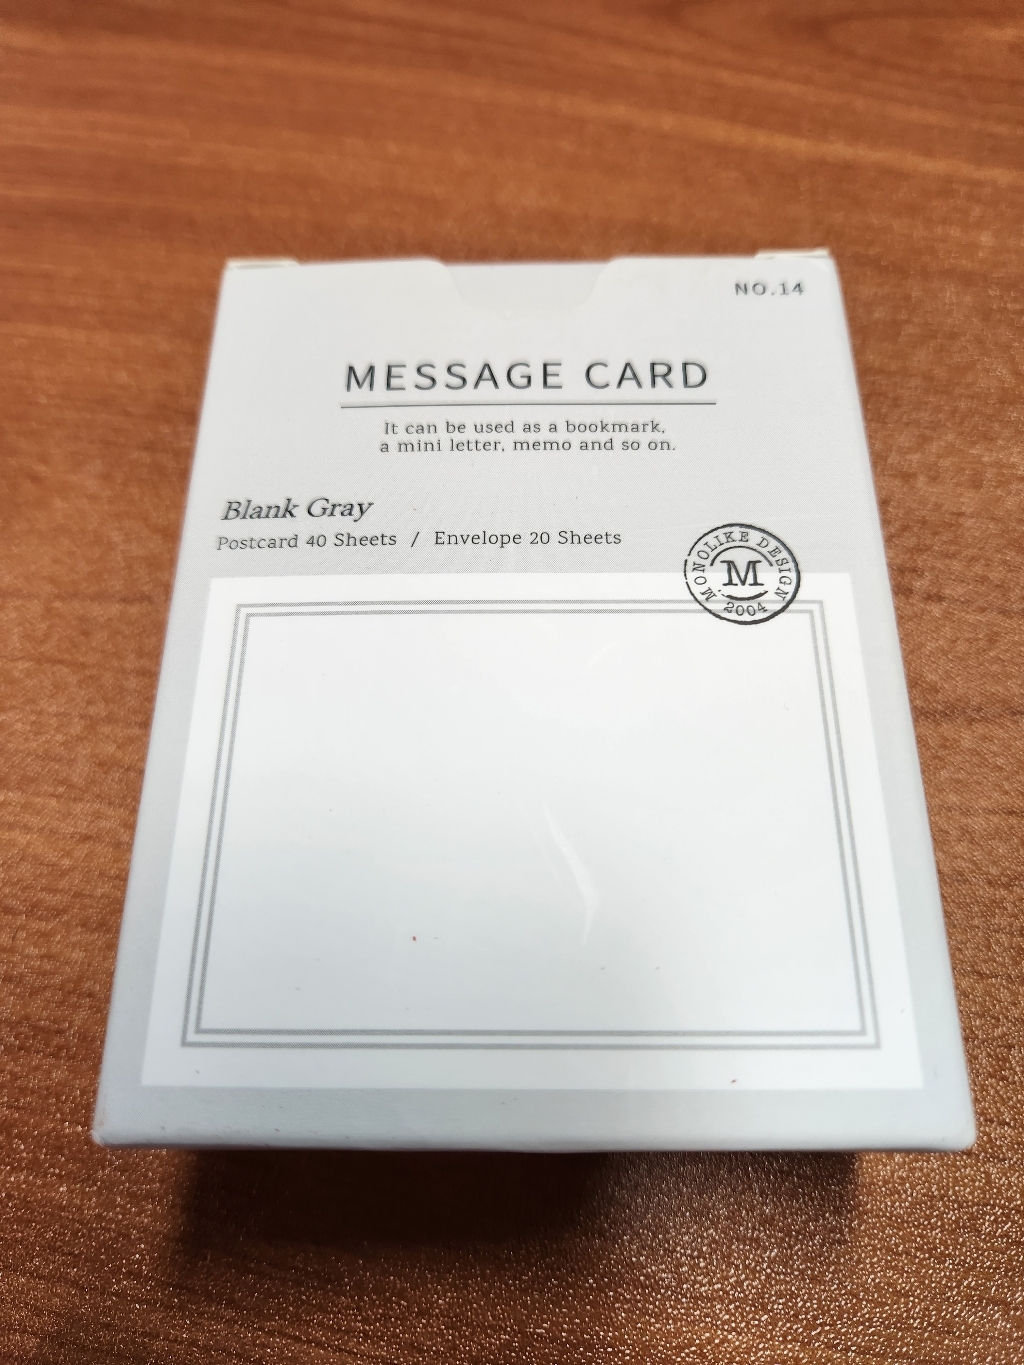 NO.14
MESSAGE CARD
It can be used as a bookmark,
a mini letter, memo and so on.
Blank Gray
Postcard 40 Sheets / Envelope 20 Sheets
MONOLIKE DESIGN
M
2004